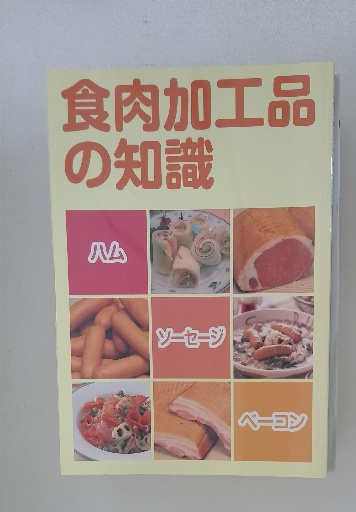 食肉加工品
の知識
ハム
ソーセージ
ベーコン